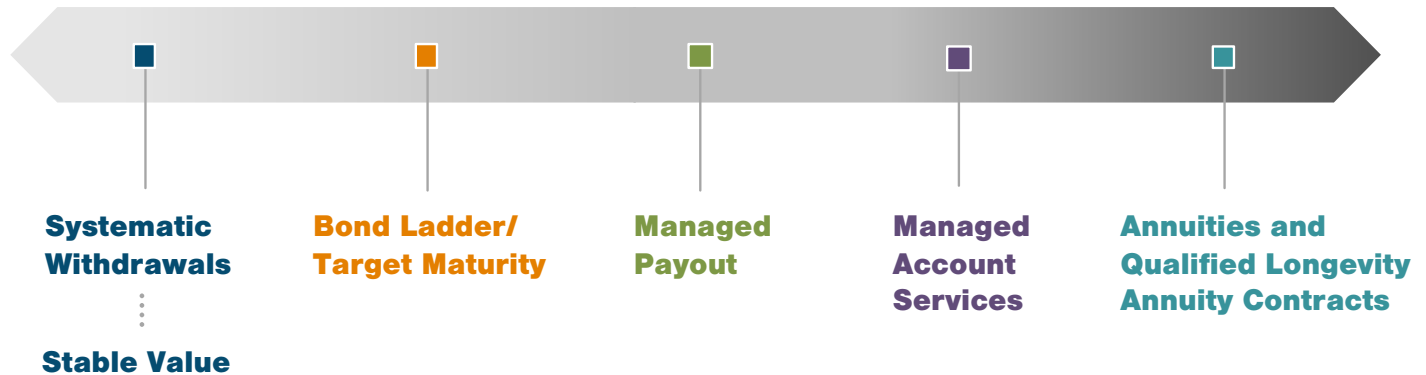 Systematic
Withdrawals
Stable Value
Bond Ladder/
Target Maturity
Managed
Payout
Managed
Account
Services
Annuities and
Qualified Longevity
Annuity Contracts